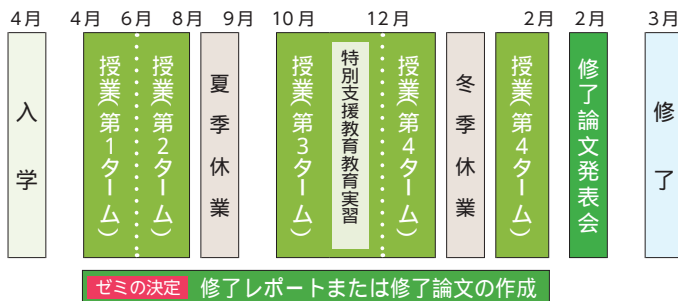 4月
4月
6月
8月
9月
10月
12月
2月
2月
3月
入学
授業(第1ターム)
授業(第2ターム)
夏季休業
授業(第3ターム)
特別支援教育教育実習
授業(第4ターム)
冬季休業
授業(第4ターム)
修了論文発表会
修了
ゼミの決定 修了レポートまたは修了論文の作成